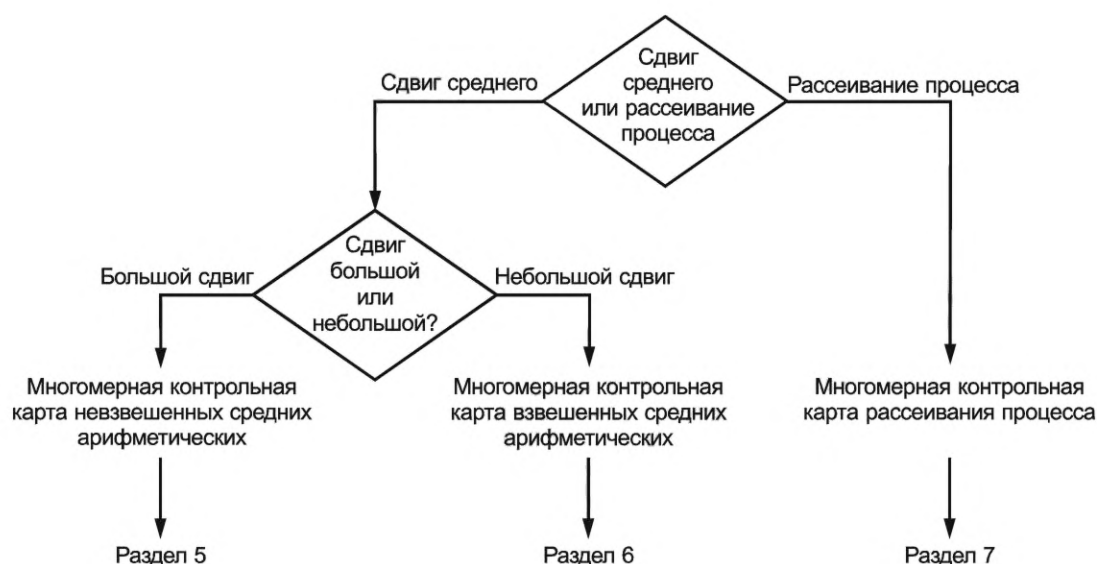 Сдвиг
среднего
или рассеивание
процесса
Сдвиг среднего
Рассеивание процесса
Сдвиг
большой
или
небольшой?
Большой сдвиг
Небольшой сдвиг
Многомерная контрольная
карта невзвешенных средних
арифметических
Многомерная контрольная
карта взвешенных средних
арифметических
Многомерная контрольная
карта рассеивания процесса
Раздел 5
Раздел 6
Раздел 7